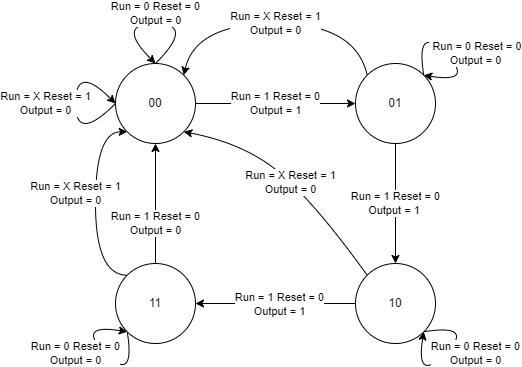 Run = 0 Reset = 0
Output = 0
Run = X Reset = 1
Output = 0
Run = 0 Reset = 0
Output = 0
Run = X Reset = 1
Output = 0
00
Run = 1 Reset = 0
Output = 1
01
Run = X Reset = 1
Output = 0
Run = X Reset = 1
Output = 0
Run = 1 Reset = 0
Output = 1
Run = 1 Reset = 0
Output = 0
11
Run = 1 Reset = 0
Output = 1
10
Run = 0 Reset = 0
Output = 0
Run = 0 Reset = 0
Output = 0